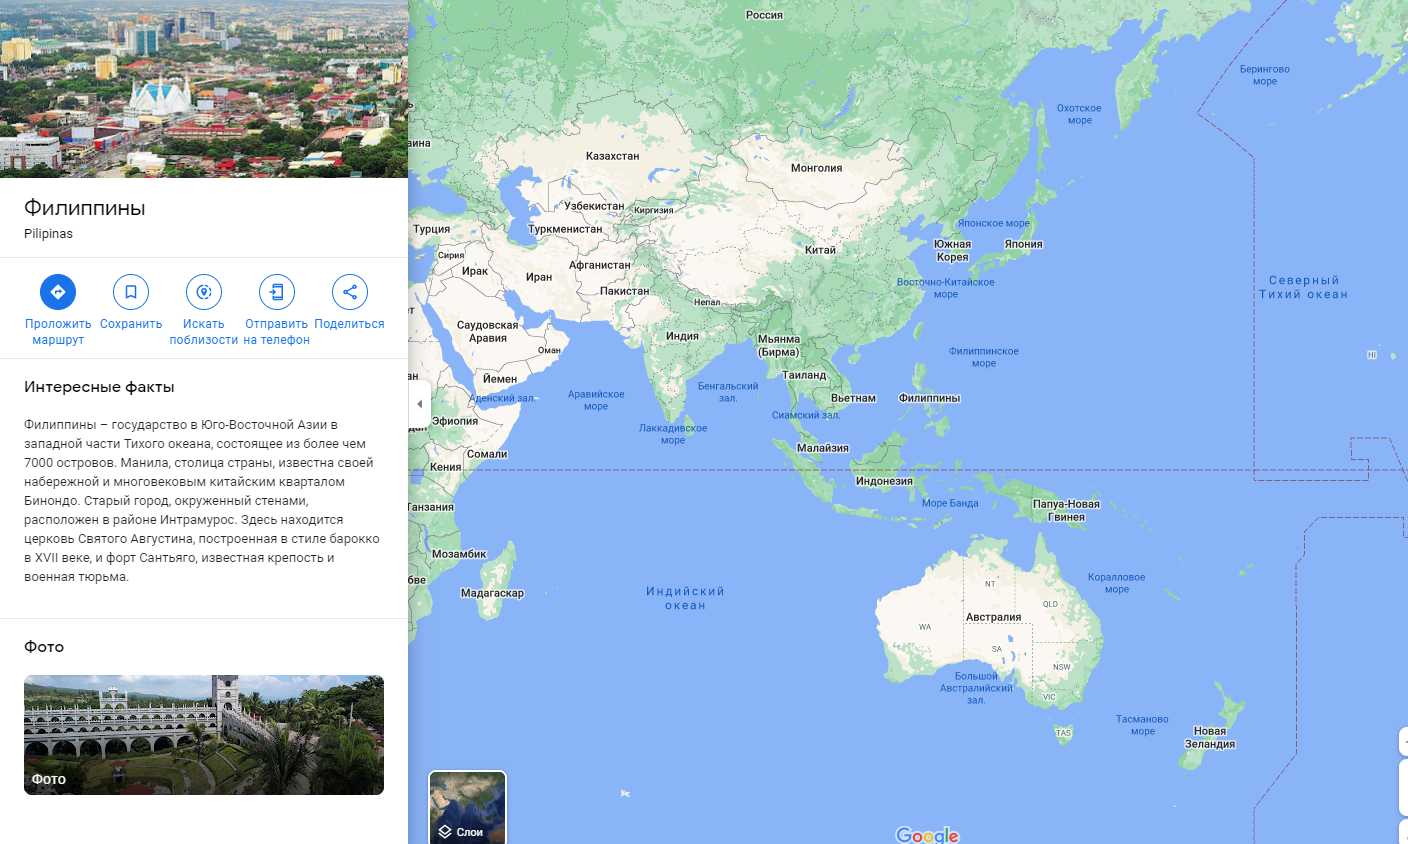 Филиппины
Pilipinas
Проложить
маршрут
Сохранить
Искать
поблизости
Отправить
на телефон
Поделиться
Интересные факты
Филиппины – государство в Юго-Восточной Азии в
западной части Тихого океана, состоящее из более чем
7000 островов. Манила, столица страны, известна своей
набережной и многовековым китайским кварталом
Бинондо. Старый город, окруженный стенами,
расположен в районе Интрамурос. Здесь находится
церковь Святого Августина, построенная в стиле барокко
в XVII веке, и форт Сантьяго, известная крепость и
военная тюрьма.
Фото
Фото
Россия
Берингово
море
Охотское
море
аина
Казахстан
Монголия
Узбекистан
Киргизия
Турция
Туркменистан
Японское море
Сирия
Китай
Южная
Корея
Япония
Ирак
Иран
Афганистан
Пакистан
Восточно-Китайское
море
Северный
Тихий океан
Непал
Саудовская
Аравия
Индия
Мьянма
(Бирма)
Оман
Филиппинское
море
HI
Йемен
Таиланд
Аденский зал.
Аравийское
море
Бенгальский
зал.
Вьетнам
Филиппины
Сиамский зал.
Эфиопия
Лаккадивское
море
Сомали
Малайзия
Кения
Индонезия
Танзания
Море Банда
Папуа-Новая
Гвинея
Мозамбик
бве
Мадагаскар
Индийский
океан
Коралловое
море
NT
QLD
Австралия
WA
SA
NSW
Большой
Австралийский
зал.
VIC
TAS
Тасманово
море
Новая
Зеландия
Слои
Google